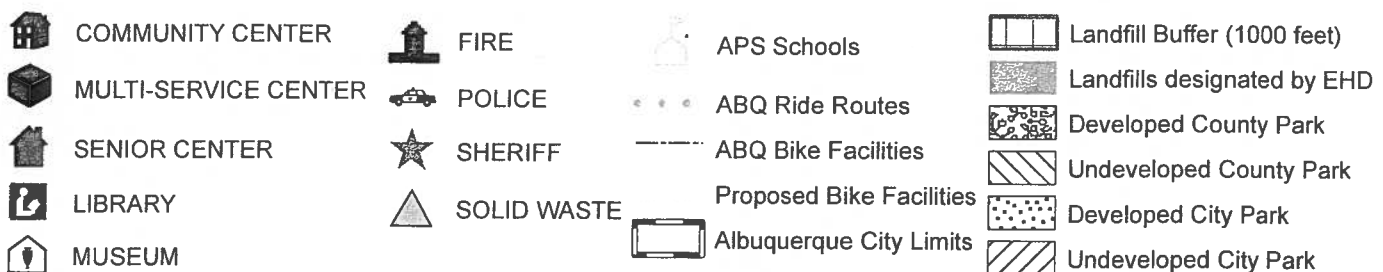 COMMUNITY CENTER
MULTI-SERVICE CENTER
SENIOR CENTER
LIBRARY
MUSEUM
FIRE
POLICE
SHERIFF
SOLID WASTE
APS Schools
ABQ Ride Routes
ABQ Bike Facilities
Proposed Bike Facilities
Albuquerque City Limits
Landfill Buffer (1000 feet)
Landfills designated by EHD
Developed County Park
Undeveloped County Park
Developed City Park
Undeveloped City Park